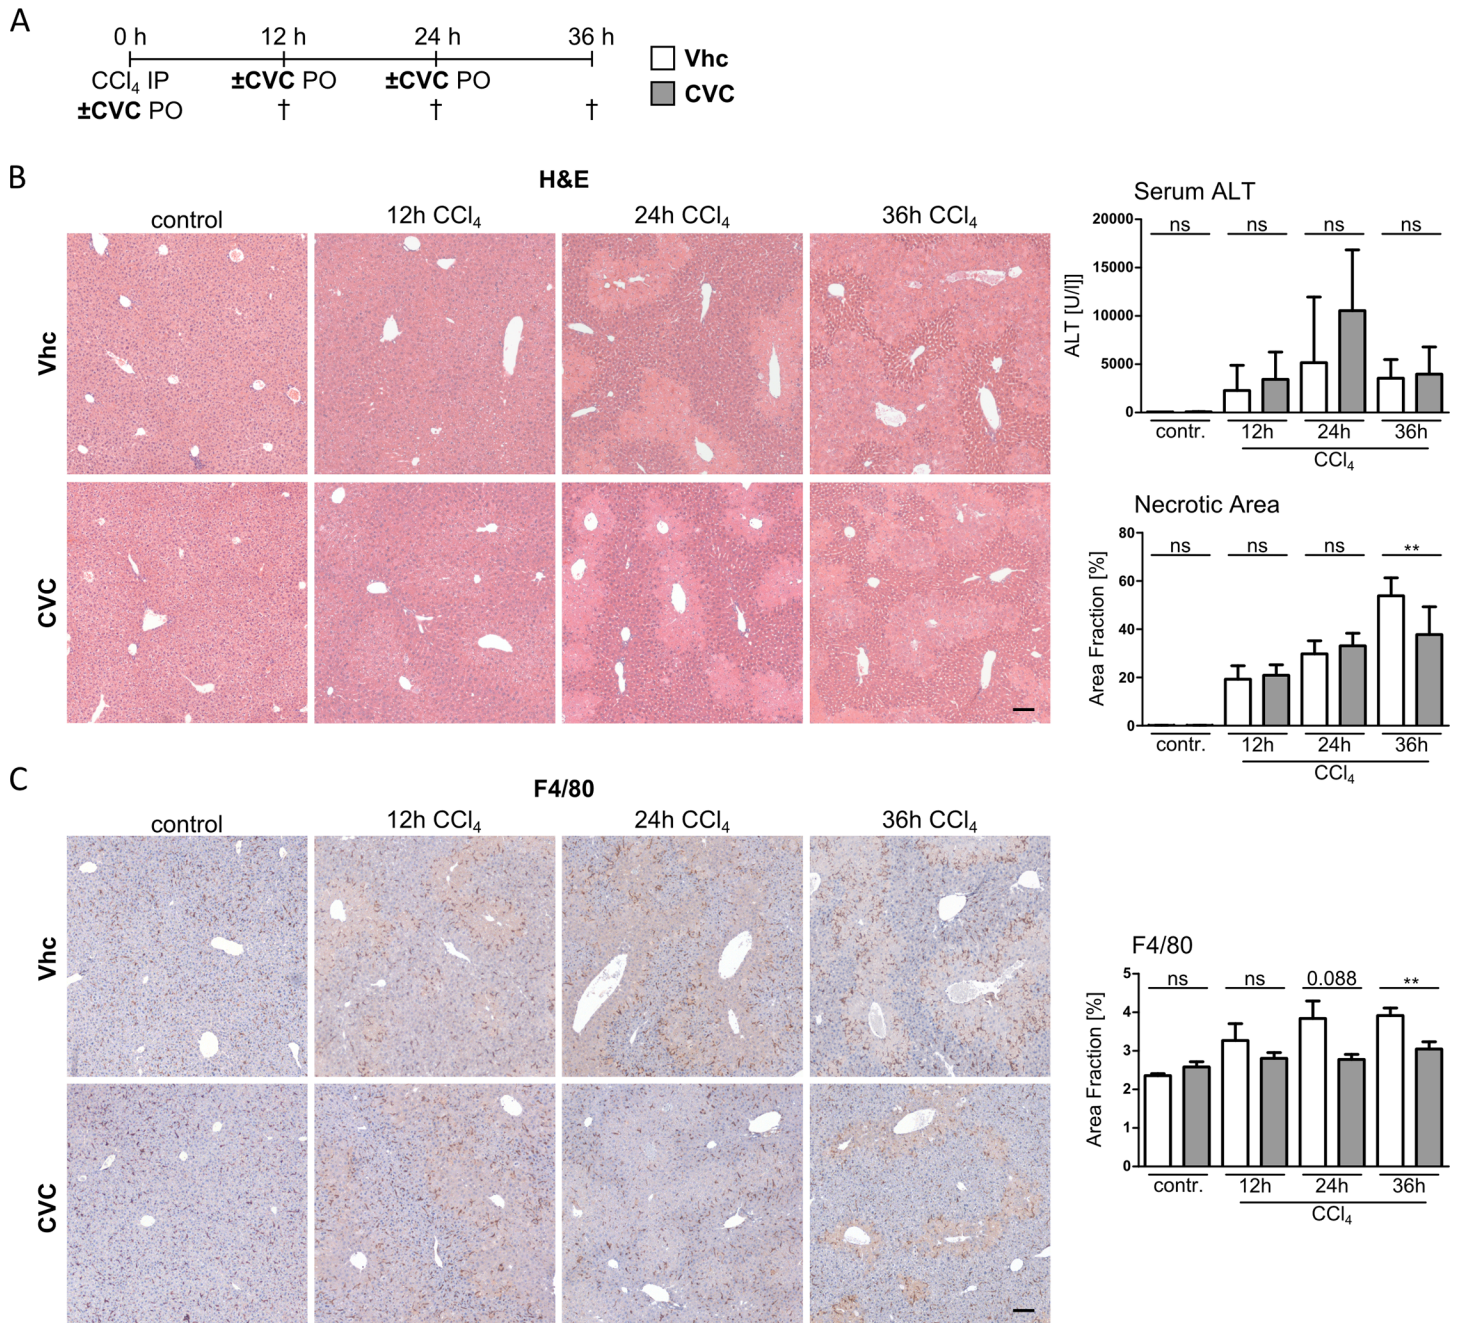 A
0 h 12 h 24 h 36 h
CCl₄ IP ±CVC PO ±CVC PO
±CVC PO † † †
Vhc
CVC
B
H&E
control 12h CCl₄ 24h CCl₄ 36h CCl₄
Vhc
CVC
Serum ALT
ALT [U/l]]
20000
15000
10000
5000
0
ns ns ns ns
contr. 12h 24h 36h
CCl₄
Necrotic Area
Area Fraction [%]
80
60
40
20
0
ns ns ns **
contr. 12h 24h 36h
CCl₄
C
F4/80
control 12h CCl₄ 24h CCl₄ 36h CCl₄
Vhc
CVC
F4/80
Area Fraction [%]
5
4
3
2
1
0
ns ns 0.088 **
contr. 12h 24h 36h
CCl₄